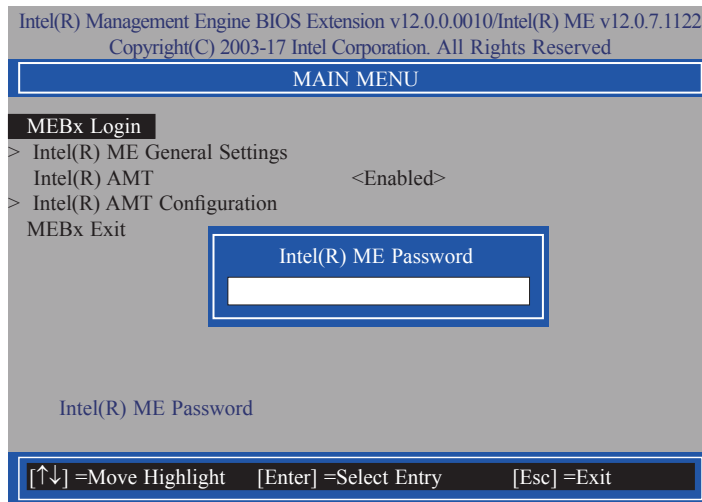 Intel(R) Management Engine BIOS Extension v12.0.0.0010/Intel(R) ME v12.0.7.1122
Copyright(C) 2003-17 Intel Corporation. All Rights Reserved
MAIN MENU
MEBx Login
> Intel(R) ME General Settings
Intel(R) AMT <Enabled>
> Intel(R) AMT Configuration
MEBx Exit
Intel(R) ME Password
Intel(R) ME Password
[↑↓] =Move Highlight [Enter] =Select Entry [Esc] =Exit